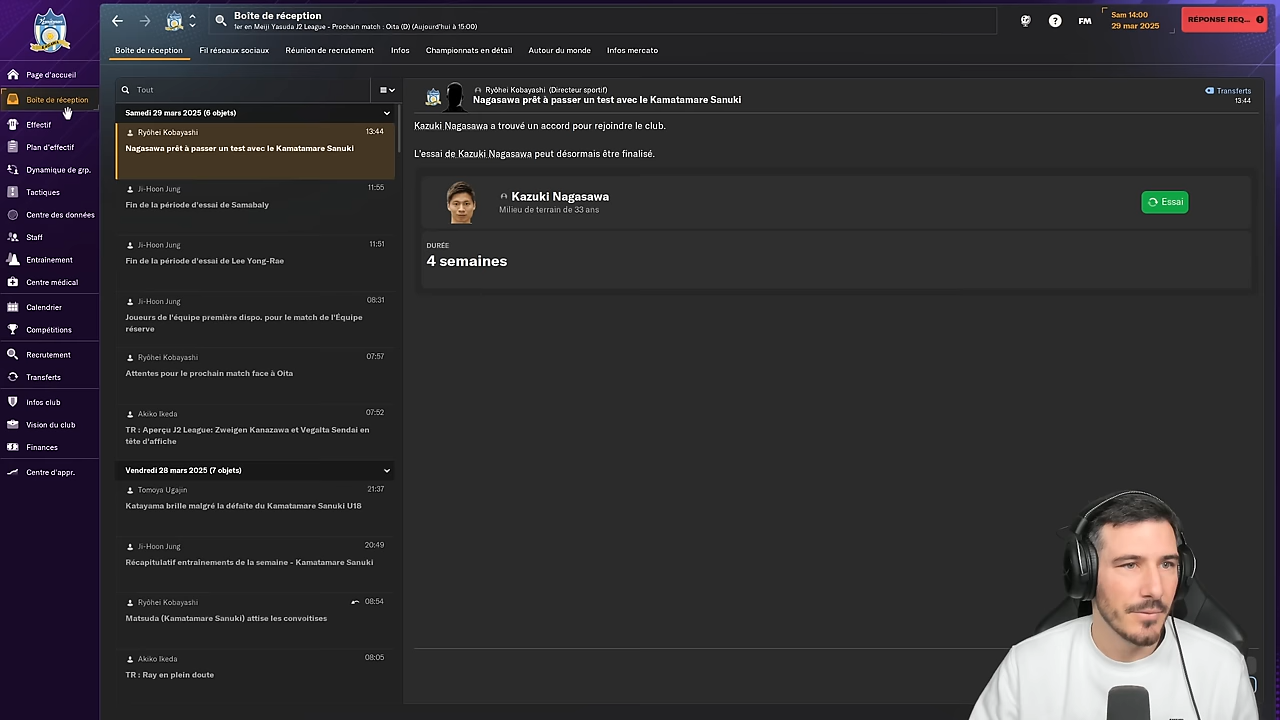 Boîte de réception
1er en Meiji Yasuda J2 League - Prochain match : Oita (D) (Aujourd'hui à 15:00)
FM
Sam 14:00
29 mar 2025
RÉPONSE REQ...
Boîte de réception
Fil réseaux sociaux
Réunion de recrutement
Infos
Championnats en détail
Autour du monde
Infos mercato
Page d'accueil
Boîte de réception
Effectif
Plan d'effectif
Dynamique de grp.
Tactiques
Centre des données
Staff
Entraînement
Centre médical
Calendrier
Compétitions
Recrutement
Transferts
Infos club
Vision du club
Finances
Centre d'appr.
Tout
Samedi 29 mars 2025 (6 objets)
Ryôhei Kobayashi 13:44
Nagasawa prêt à passer un test avec le Kamatamare Sanuki
Ji-Hoon Jung 11:55
Fin de la période d'essai de Samabaly
Ji-Hoon Jung 11:51
Fin de la période d'essai de Lee Yong-Rae
Ji-Hoon Jung 08:31
Joueurs de l'équipe première dispo. pour le match de l'Équipe
réserve
Ryôhei Kobayashi 07:57
Attentes pour le prochain match face à Oita
Akiko Ikeda 07:52
TR : Aperçu J2 League: Zweigen Kanazawa et Vegalta Sendai en
tête d'affiche
Vendredi 28 mars 2025 (7 objets)
Tomoya Ugajin 21:37
Katayama brille malgré la défaite du Kamatamare Sanuki U18
Ji-Hoon Jung 20:49
Récapitulatif entraînements de la semaine - Kamatamare Sanuki
Ryôhei Kobayashi 08:54
Matsuda (Kamatamare Sanuki) attise les convoitises
Akiko Ikeda 08:05
TR : Ray en plein doute
Ryôhei Kobayashi (Directeur sportif)
Nagasawa prêt à passer un test avec le Kamatamare Sanuki
Transferts
13:44
Kazuki Nagasawa a trouvé un accord pour rejoindre le club.
L'essai de Kazuki Nagasawa peut désormais être finalisé.
Kazuki Nagasawa
Milieu de terrain de 33 ans
Essai
DURÉE
4 semaines